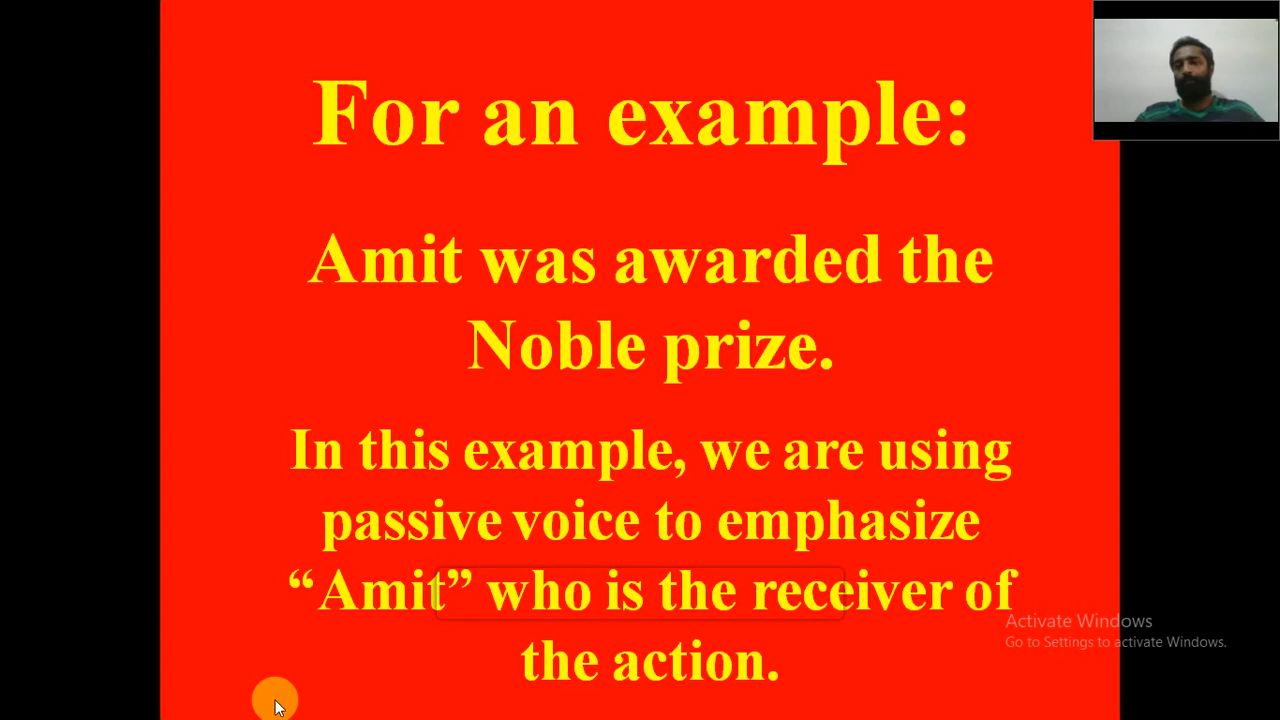 For an example:
Amit was awarded the
Noble prize.
In this example, we are using
passive voice to emphasize
“Amit” who is the receiver of
the action.
Activate Windows
Go to Settings to activate Windows.